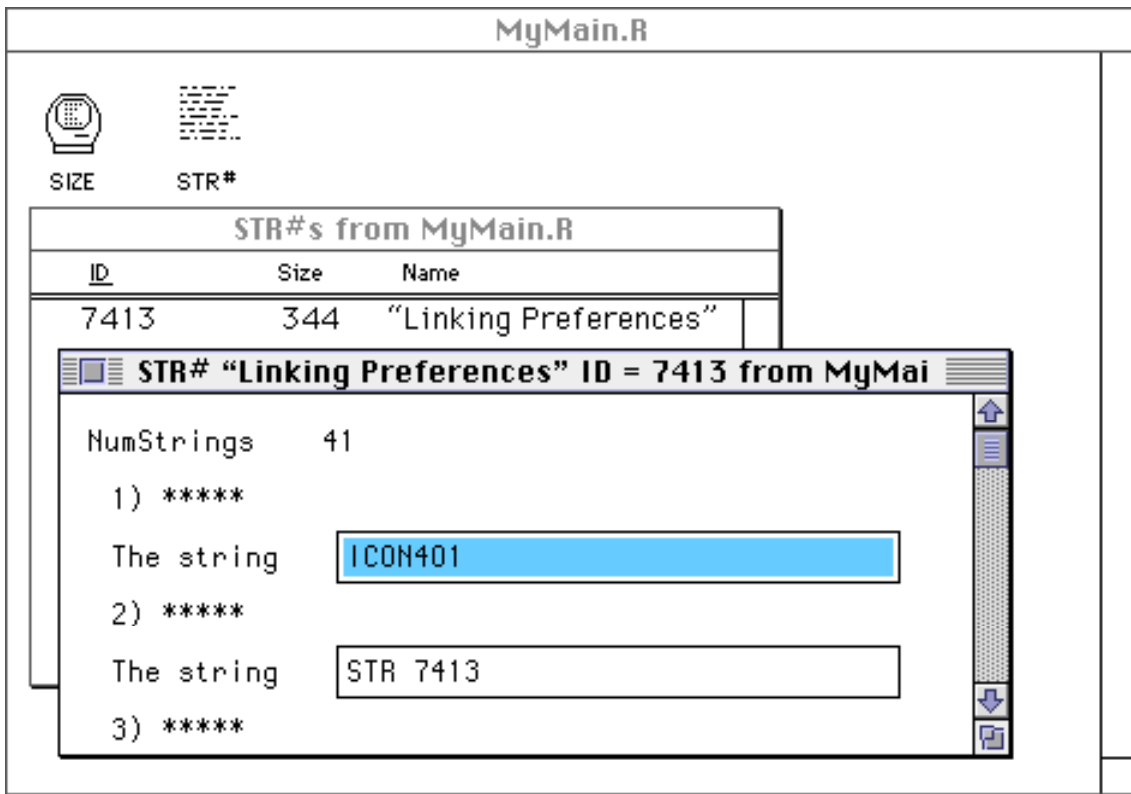 MyMain.R
SIZE STR#
STR#s from MyMain.R
ID Size Name
7413 344 “Linking Preferences”
STR# “Linking Preferences” ID = 7413 from MyMai
NumStrings 41
1) *****
The string ICON401
2) *****
The string STR 7413
3) *****